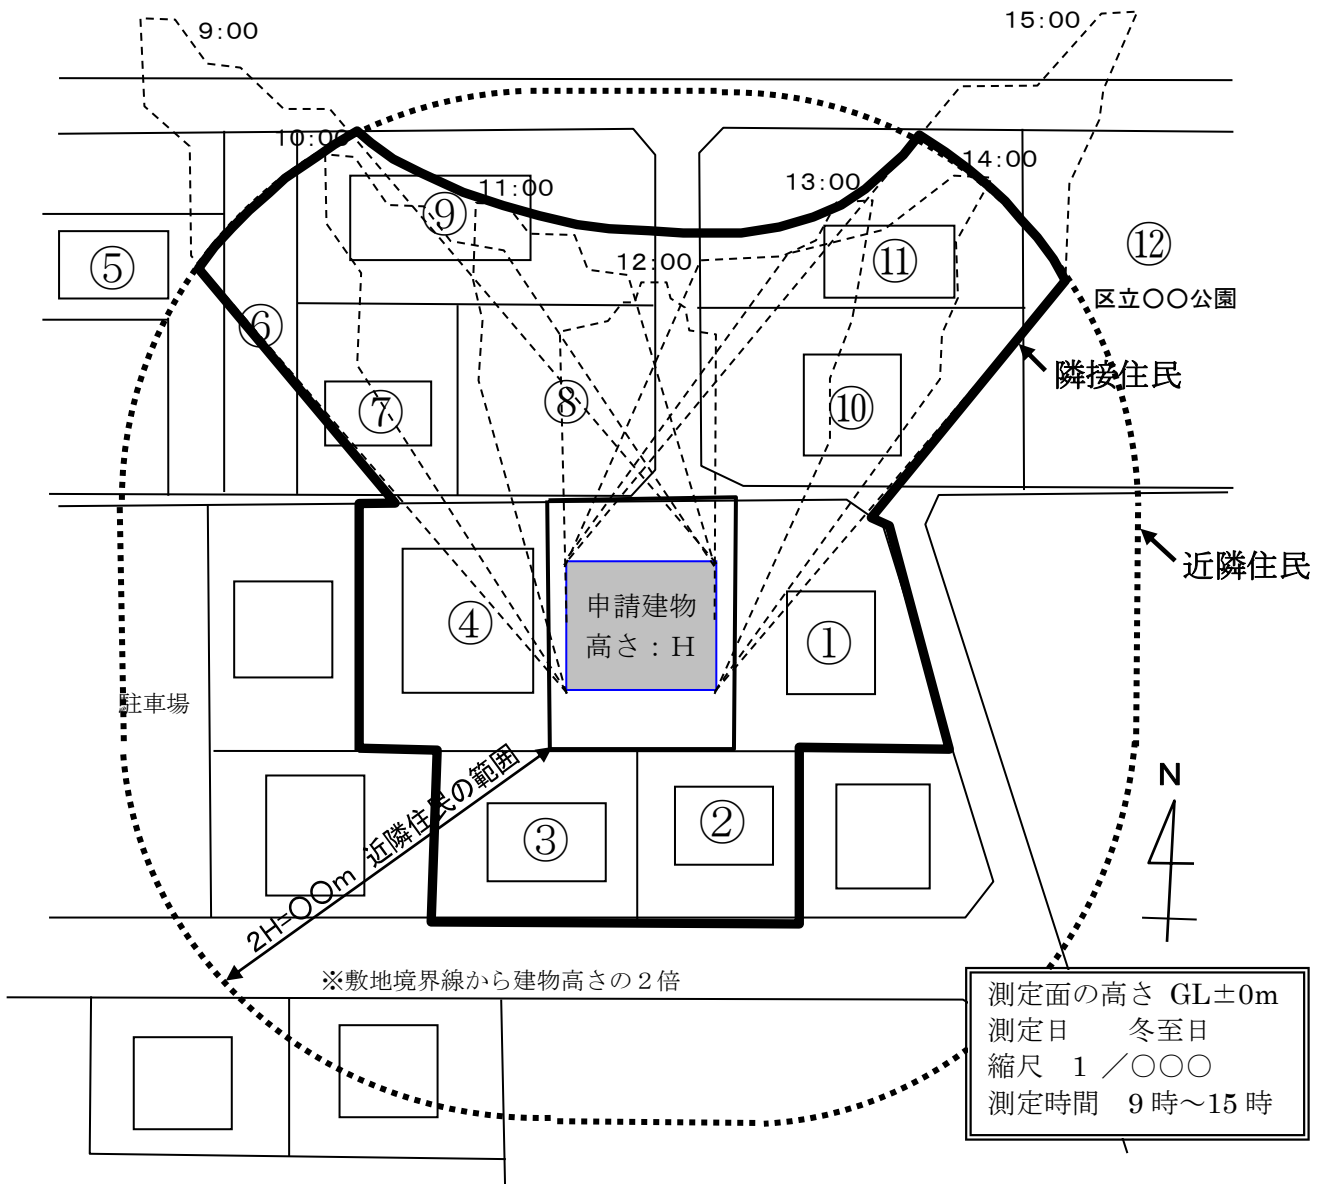 9:00
15:00
10:00
14:00
11:00
13:00
⑨
⑫
⑤
⑪
12:00
区立〇〇公園
⑥
隣接住民
⑦
⑧
⑩
近隣住民
申請建物
高さ：H
④
①
駐車場
N
2H=〇〇m 近隣住民の範囲
③
②
※敷地境界線から建物高さの２倍
測定面の高さ GL±0m
測定日　　冬至日
縮尺　１／○○○
測定時間　9時～15時